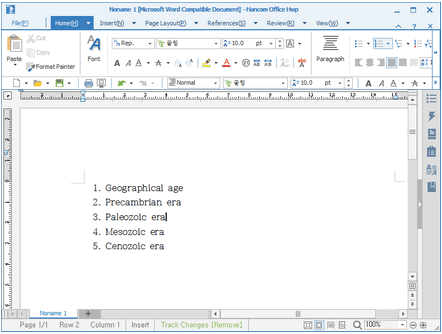 Noname 1 [Microsoft Word Compatible Document] - Hancom Office Hwp
File(F) Home(H) Insert(N) Page Layout(P) References(S) Review(R) View(W)
Paste
Cut
Copy
Format Painter
Font
Rep. 굴림 10.0 pt
Paragraph
Normal 굴림 10.0 pt
1. Geographical age
2. Precambrian era
3. Paleozoic era
4. Mesozoic era
5. Cenozoic era
Noname 1
Page 1/1 Row 2 Column 1 Insert Track Changes [Remove] 100%